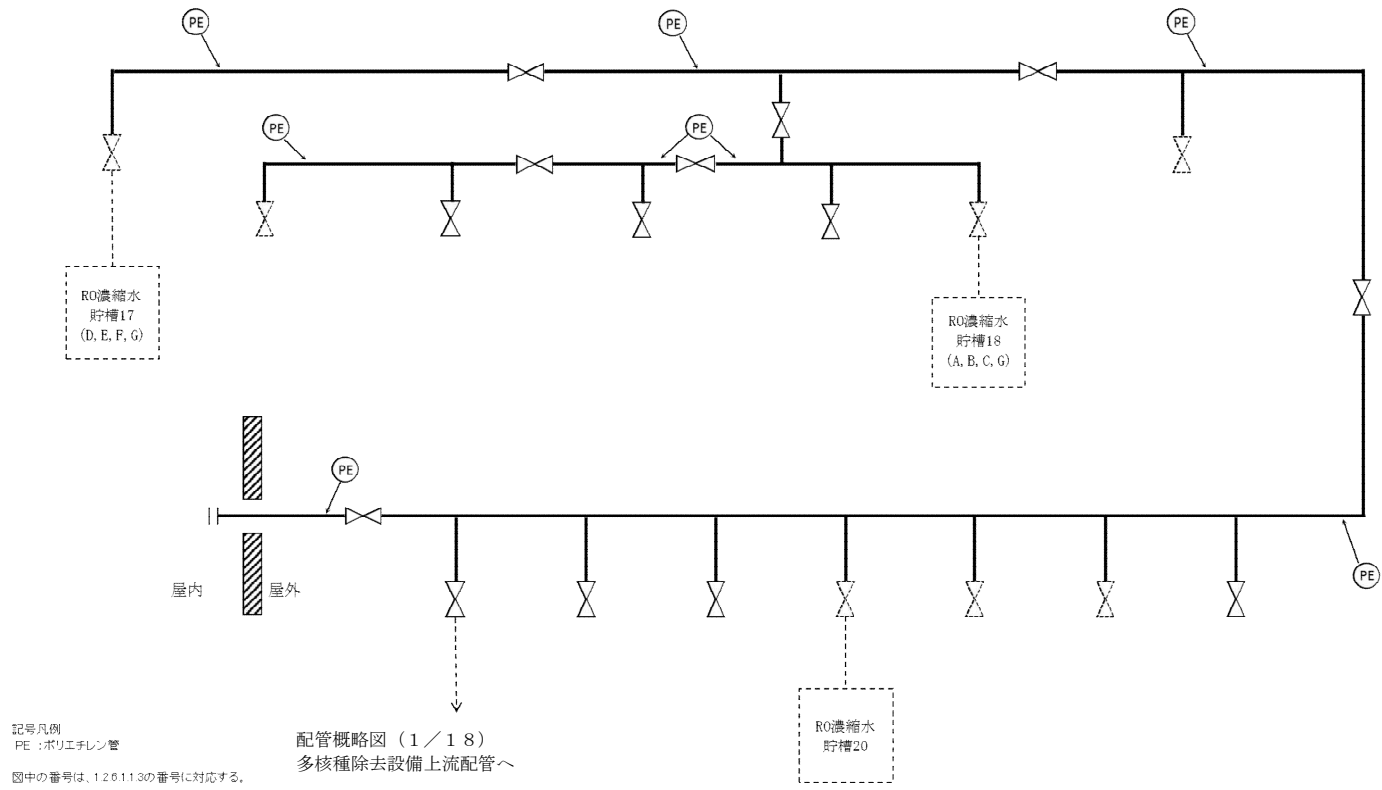 PE
PE
PE
PE
PE
RO濃縮水
貯槽17
(D, E, F, G)
RO濃縮水
貯槽18
(A, B, C, G)
PE
屋内
屋外
PE
RO濃縮水
貯槽20
記号凡例
PE :ポリエチレン管
図中の番号は、1.2.6.1.1.3の番号に対応する。
配管概略図（１／１８）
多核種除去設備上流配管へ